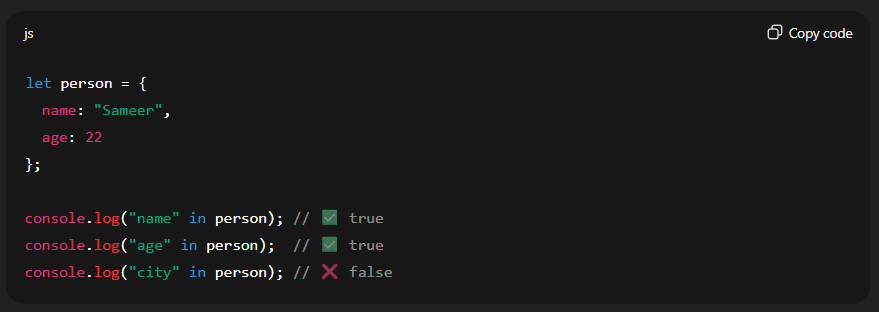 js
Copy code
let person = {
  name: "Sameer",
  age: 22
};
console.log("name" in person); // ✅ true
console.log("age" in person);  // ✅ true
console.log("city" in person); // ❌ false